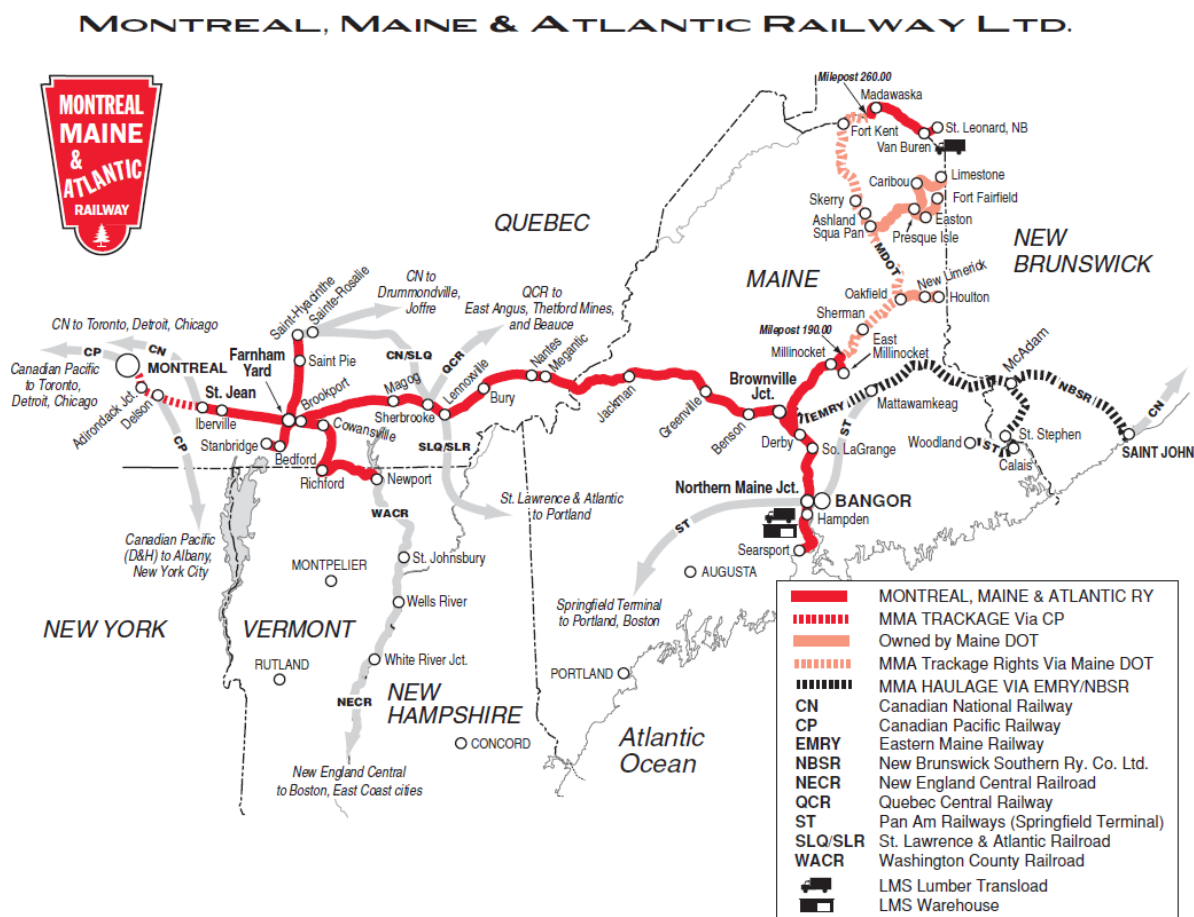 MONTREAL, MAINE & ATLANTIC RAILWAY LTD.
MONTREAL
MAINE
&
ATLANTIC
RAILWAY
Milepost 260.00
Madawaska
Fort Kent
St. Leonard, NB
Van Buren
Limestone
Caribou
Fort Fairfield
Skerry
Easton
Ashland
Squa Pan
Presque Isle
QUEBEC
NEW
BRUNSWICK
MDOT
MAINE
New Limerick
Oakfield
Houlton
Sherman
Milepost 190.00
East
Millinocket
Millinocket
McAdam
CN to
Drummondville,
Joffre
QCR to
East Angus, Thetford Mines,
and Beauce
Saint-Hyacinthe
Sainte-Rosalie
CN to Toronto, Detroit, Chicago
CP
CN
Canadian Pacific
to Toronto,
Detroit, Chicago
MONTREAL
Farnham
Yard
Saint Pie
CN/SLQ
QCR
Nantes
Megantic
Adirondack Jct.
Delson
St. Jean
Iberville
Brookport
Magog
Sherbrooke
Lennoxville
Bury
Jackman
Greenville
Brownville
Jct.
Benson
EMRY
Mattawamkeag
NBSR
CN
Cowansville
Stanbridge
Bedford
Richford
Newport
CP
SLQ/SLR
Derby
So. LaGrange
ST
Woodland
ST
St. Stephen
Calais
SAINT JOHN
Northern Maine Jct.
BANGOR
Hampden
Searsport
WACR
St. Lawrence & Atlantic
to Portland
ST
Canadian Pacific
(D&H) to Albany,
New York City
MONTPELIER
St. Johnsbury
AUGUSTA
Wells River
Springfield Terminal
to Portland, Boston
NEW YORK
VERMONT
RUTLAND
White River Jct.
PORTLAND
NECR
NEW
HAMPSHIRE
CONCORD
Atlantic
Ocean
New England Central
to Boston, East Coast cities
MONTREAL, MAINE & ATLANTIC RY
MMA TRACKAGE Via CP
Owned by Maine DOT
MMA Trackage Rights Via Maine DOT
MMA HAULAGE VIA EMRY/NBSR
CN Canadian National Railway
CP Canadian Pacific Railway
EMRY Eastern Maine Railway
NBSR New Brunswick Southern Ry. Co. Ltd.
NECR New England Central Railroad
QCR Quebec Central Railway
ST Pan Am Railways (Springfield Terminal)
SLQ/SLR St. Lawrence & Atlantic Railroad
WACR Washington County Railroad
LMS Lumber Transload
LMS Warehouse